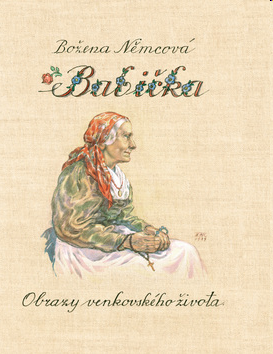 Božena Němcová
Babička
Obrazy venkovského života